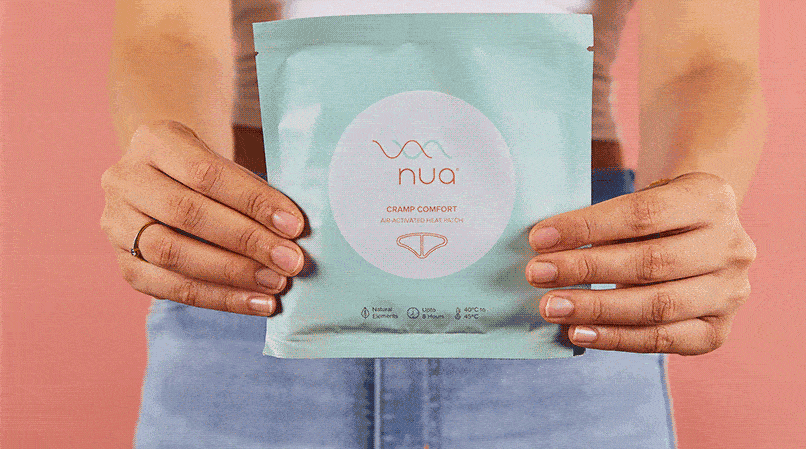 nua®
CRAMP COMFORT
AIR-ACTIVATED HEAT PATCH
Natural
Elements
Upto
8 Hours
40°C to
45°C